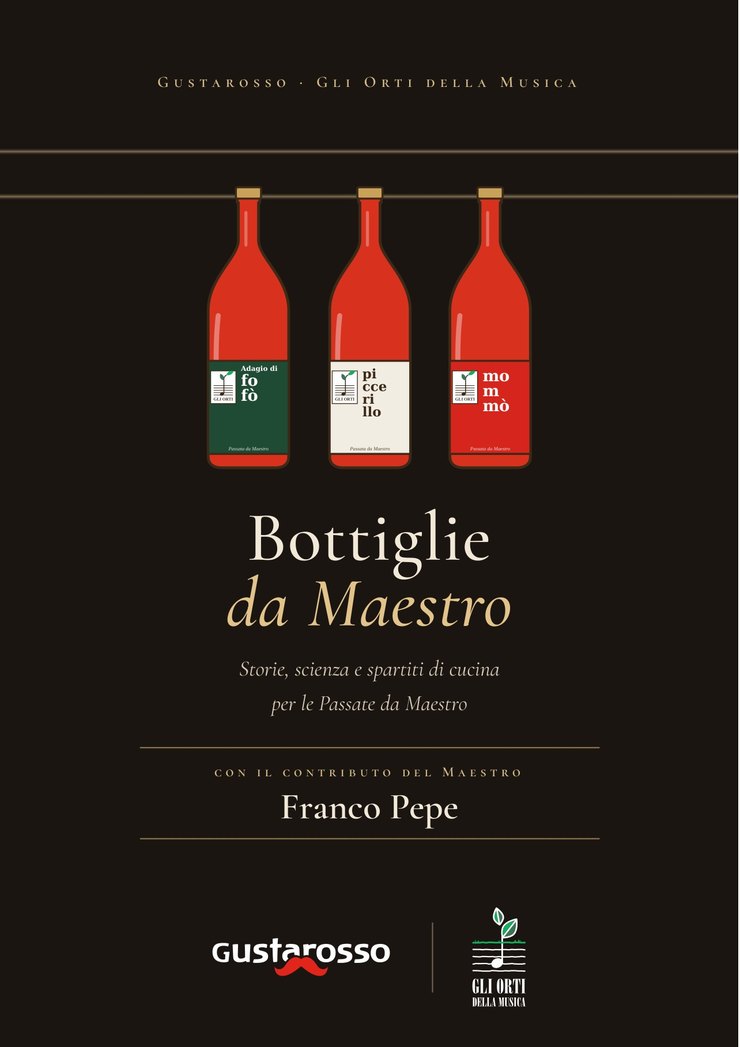 Gustarosso · Gli Orti della Musica
Adagio di
fo
fò
GLI ORTI
Passata da Maestro
pi
cce
ri
llo
GLI ORTI
Passata da Maestro
mo
m
mò
GLI ORTI
Passata da Maestro
Bottiglie
da Maestro
Storie, scienza e spartiti di cucina
per le Passate da Maestro
con il contributo del Maestro
Franco Pepe
Gustarosso
GLI ORTI
DELLA MUSICA